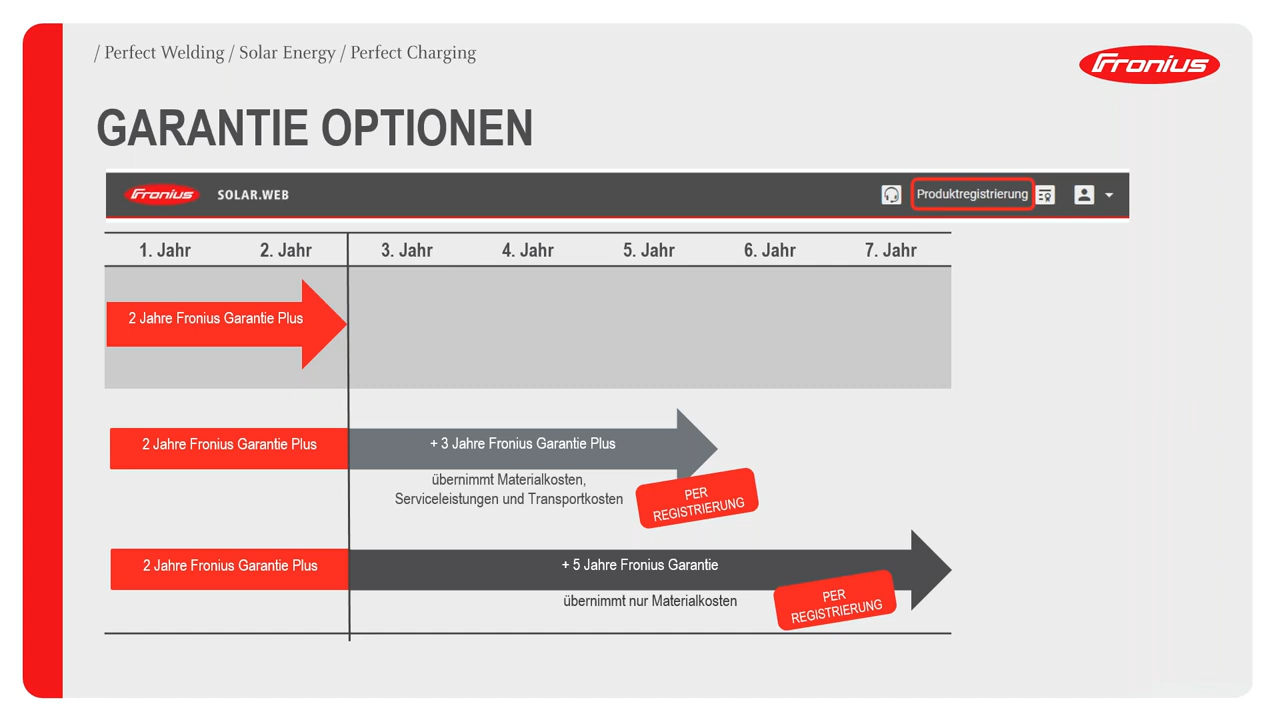 / Perfect Welding / Solar Energy / Perfect Charging
Fronius
GARANTIE OPTIONEN
Fronius SOLAR.WEB Produktregistrierung
1. Jahr 2. Jahr 3. Jahr 4. Jahr 5. Jahr 6. Jahr 7. Jahr
2 Jahre Fronius Garantie Plus
2 Jahre Fronius Garantie Plus + 3 Jahre Fronius Garantie Plus
übernimmt Materialkosten,
Serviceleistungen und Transportkosten
PER
REGISTRIERUNG
2 Jahre Fronius Garantie Plus + 5 Jahre Fronius Garantie
übernimmt nur Materialkosten
PER
REGISTRIERUNG